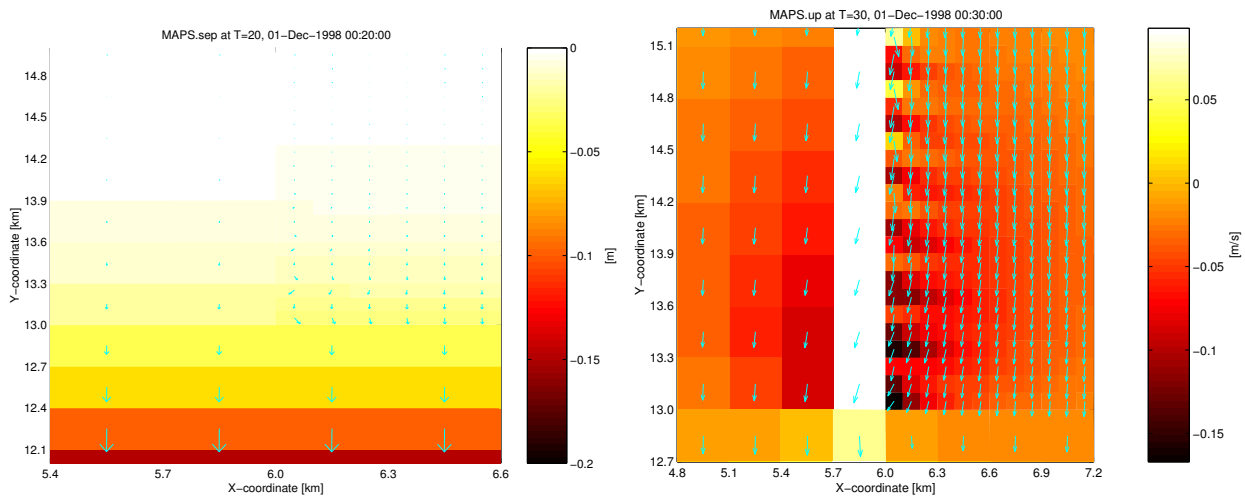 MAPS.sep at T=20, 01−Dec−1998 00:20:00
14.8
14.5
14.2
13.9
13.6
13.3
13.0
12.7
12.4
12.1
Y−coordinate [km]
5.4 5.7 6.0 6.3 6.6
X−coordinate [km]
0
−0.05
−0.1
−0.15
−0.2
[m]
MAPS.up at T=30, 01−Dec−1998 00:30:00
15.1
14.8
14.5
14.2
13.9
13.6
13.3
13.0
12.7
Y−coordinate [km]
4.8 5.1 5.4 5.7 6.0 6.3 6.6 6.9 7.2
X−coordinate [km]
0.05
0
−0.05
−0.1
−0.15
[m/s]